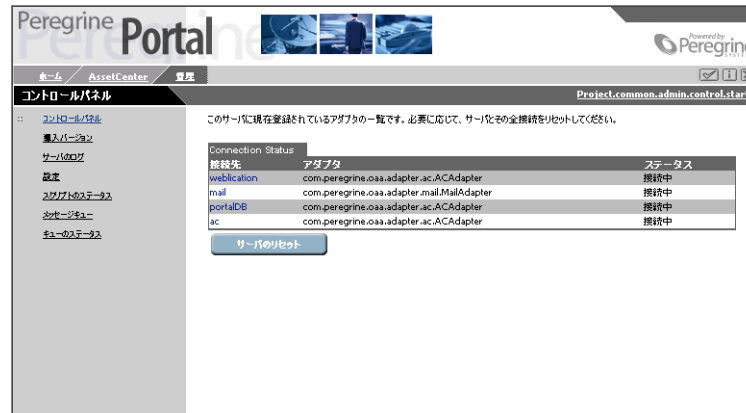 Peregrine Portal
Powered by
Peregrine
ホーム AssetCenter 管理
コントロールパネル Project.common.admin.control.star
コントロールパネル
導入バージョン
サーバのログ
設定
スクリプトのステータス
メッセージキュー
キューのステータス
このサーバに現在登録されているアダプタの一覧です。必要に応じて、サーバとその全接続をリセットしてください。
Connection Status
接続先 アダプタ ステータス
weblication com.peregrine.oaa.adapter.ac.ACAdapter 接続中
mail com.peregrine.oaa.adapter.mail.MailAdapter 接続中
portalDB com.peregrine.oaa.adapter.ac.ACAdapter 接続中
ac com.peregrine.oaa.adapter.ac.ACAdapter 接続中
サーバのリセット